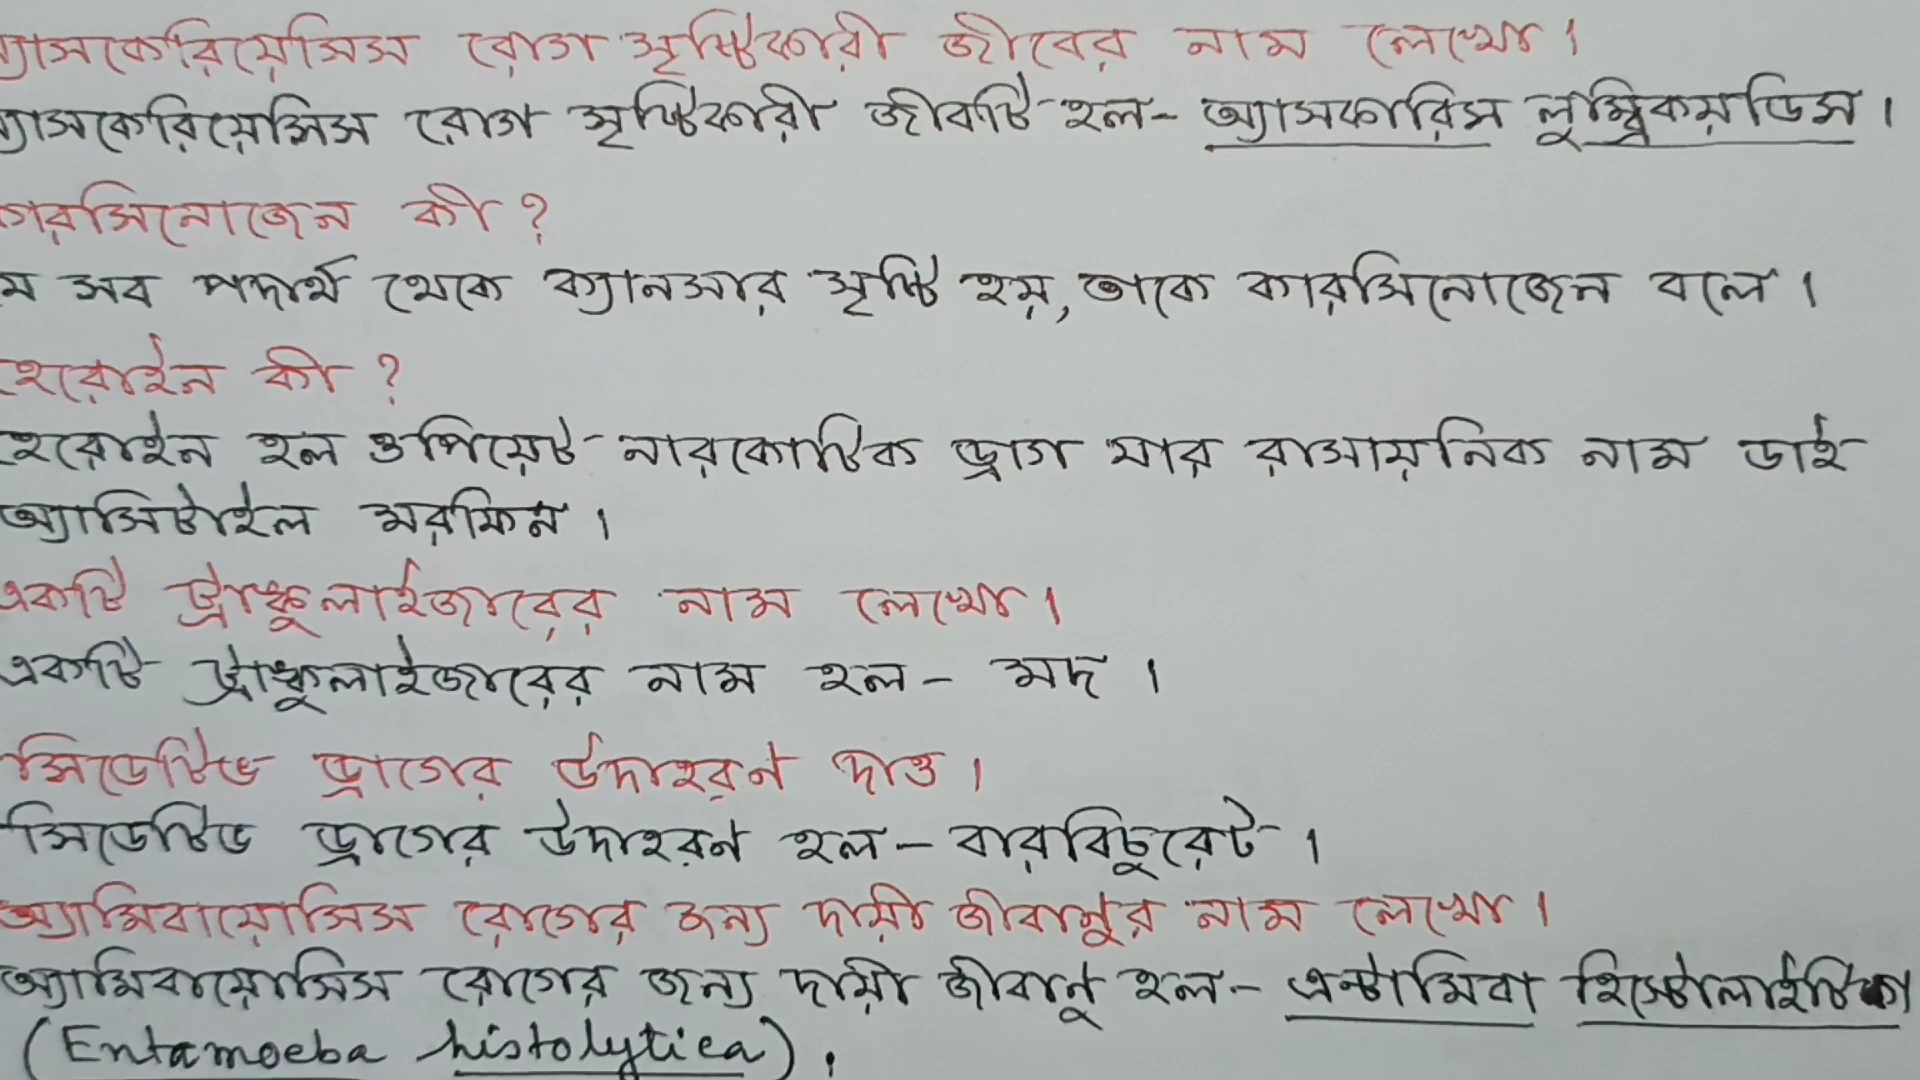 ্যাসকেরিয়েসিস রোগ সৃষ্টিকারী জীবের নাম লেখো।
্যাসকেরিয়েসিস রোগ সৃষ্টিকারী জীবটি হল- অ্যাসকারিস লুম্ব্রিকয়ডিস।
ারসিনোজেন কী?
যে সব পদার্থ থেকে ক্যানসার সৃষ্টি হয়, তাকে কারসিনোজেন বলে।
হেরোইন কী?
হেরোইন হল ওপিয়েট নারকোটিক ড্রাগ যার রাসায়নিক নাম ডাই
অ্যাসিটাইল মরফিন।
একটি ট্রাঙ্কুলাইজারের নাম লেখো।
একটি ট্রাঙ্কুলাইজারের নাম হল- মদ।
সিডেটিভ ড্রাগের উদাহরণ দাও।
সিডেটিভ ড্রাগের উদাহরণ হল- বারবিচুরেট।
অ্যামিবায়োসিস রোগের জন্য দায়ী জীবানুর নাম লেখো।
অ্যামিবায়োসিস রোগের জন্য দায়ী জীবানু হল- এন্টামিবা হিস্টোলাইটিকা
(Entamoeba histolytica).